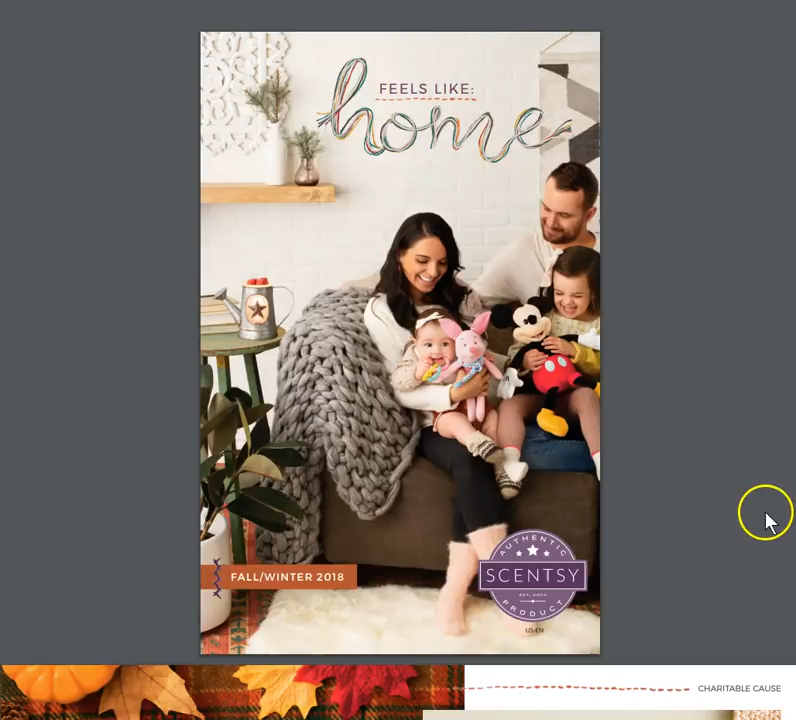 FEELS LIKE:
home
FALL/WINTER 2018
AUTHENTIC
SCENTSY
EST. 2004
PRODUCT
US-EN
CHARITABLE CAUSE